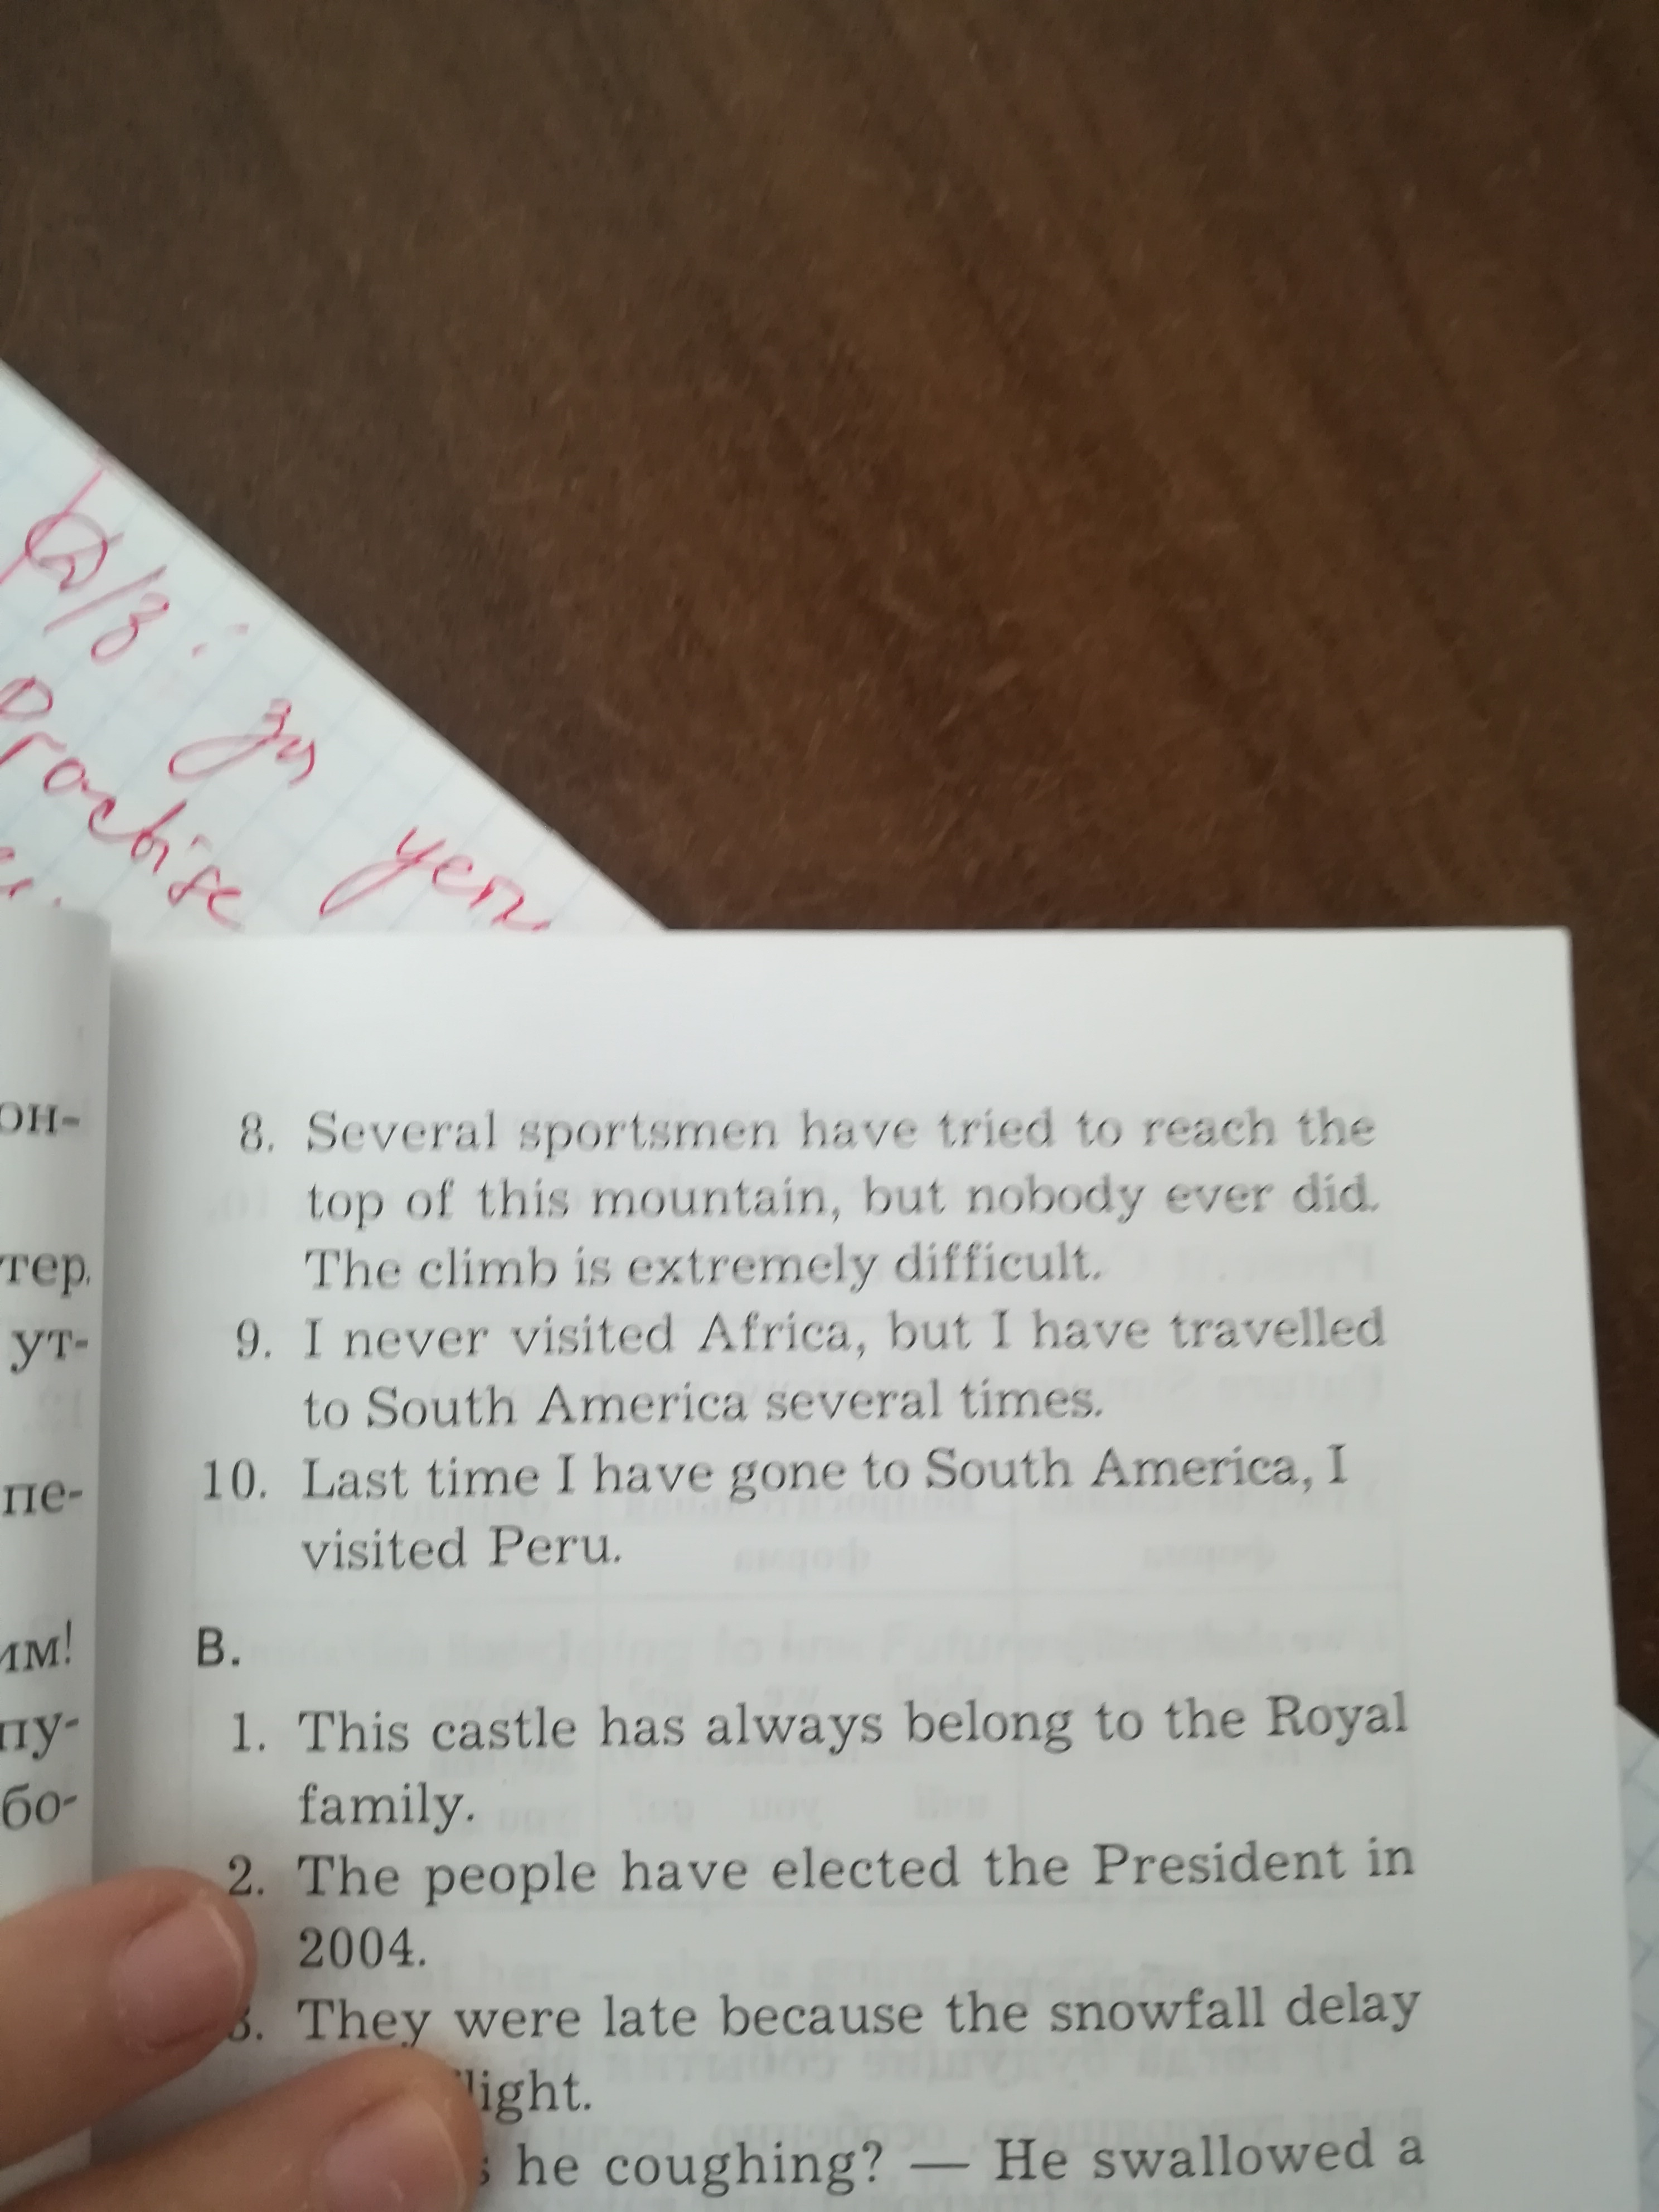 Д/з: зч
Practise усп
он-
тер.
ут-
пе-
им!
пу-
бо-
8. Several sportsmen have tried to reach the
top of this mountain, but nobody ever did.
The climb is extremely difficult.
9. I never visited Africa, but I have travelled
to South America several times.
10. Last time I have gone to South America, I
visited Peru.
B.
1. This castle has always belong to the Royal
family.
2. The people have elected the President in
2004.
3. They were late because the snowfall delay
light.
he coughing? — He swallowed a